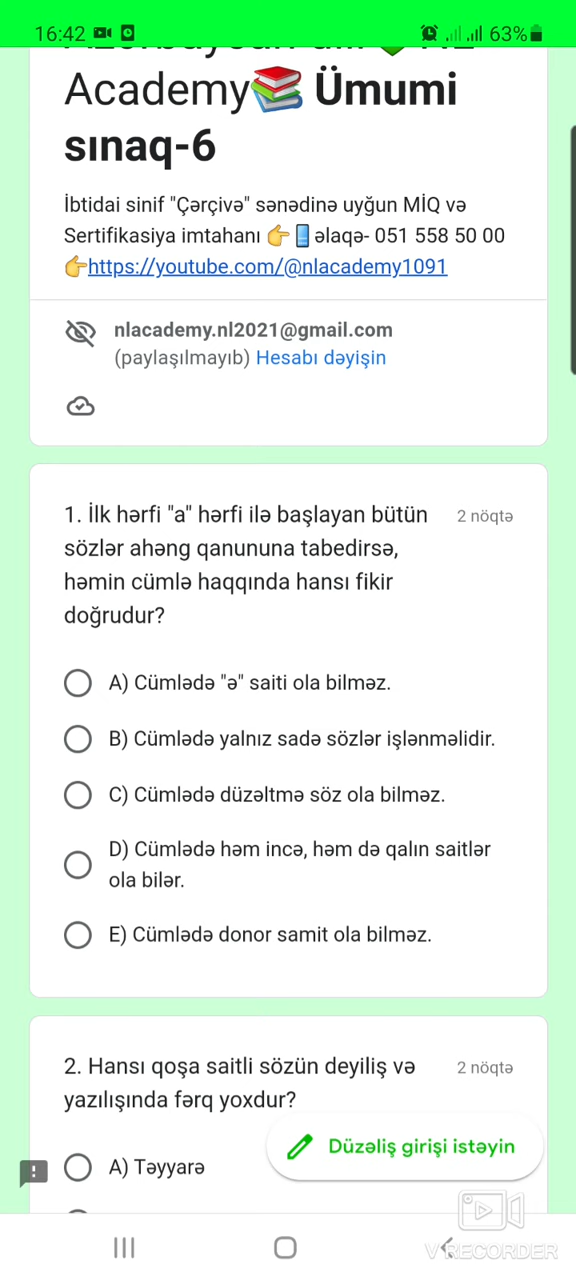 16:42
63%
Academy📚 Ümumi
sınaq-6
İbtidai sinif "Çərçivə" sənədinə uyğun MİQ və
Sertifikasiya imtahanı 👉📱əlaqə- 051 558 50 00
👉https://youtube.com/@nlacademy1091
nlacademy.nl2021@gmail.com
(paylaşılmayıb) Hesabı dəyişin
1. İlk hərfi "a" hərfi ilə başlayan bütün
2 nöqtə
sözlər ahəng qanununa tabedirsə,
həmin cümlə haqqında hansı fikir
doğrudur?
A) Cümlədə "ə" saiti ola bilməz.
B) Cümlədə yalnız sadə sözlər işlənməlidir.
C) Cümlədə düzəltmə söz ola bilməz.
D) Cümlədə həm incə, həm də qalın saitlər
ola bilər.
E) Cümlədə donor samit ola bilməz.
2. Hansı qoşa saitli sözün deyiliş və
2 nöqtə
yazılışında fərq yoxdur?
Düzəliş girişi istəyin
A) Təyyarə
V RECORDER